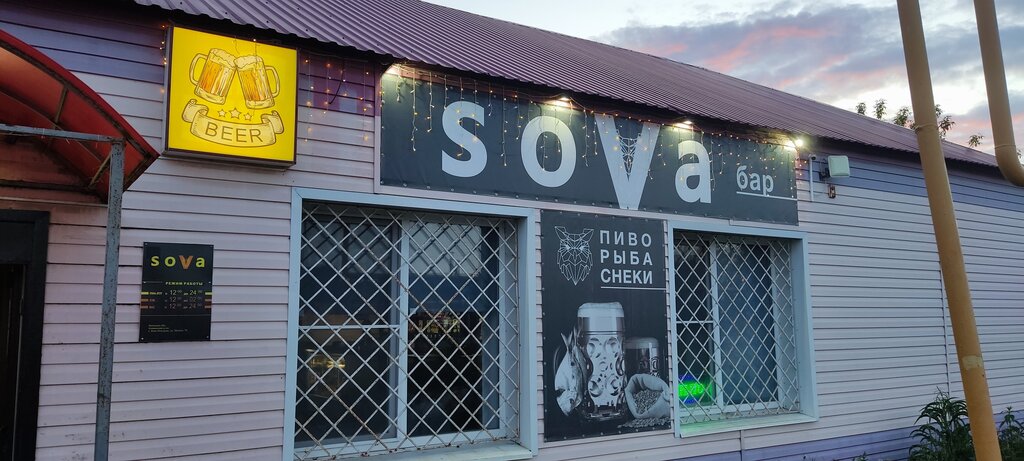 BEER
sova
бар
ПИВО
РЫБА
СНЕКИ
sova
РЕЖИМ РАБОТЫ